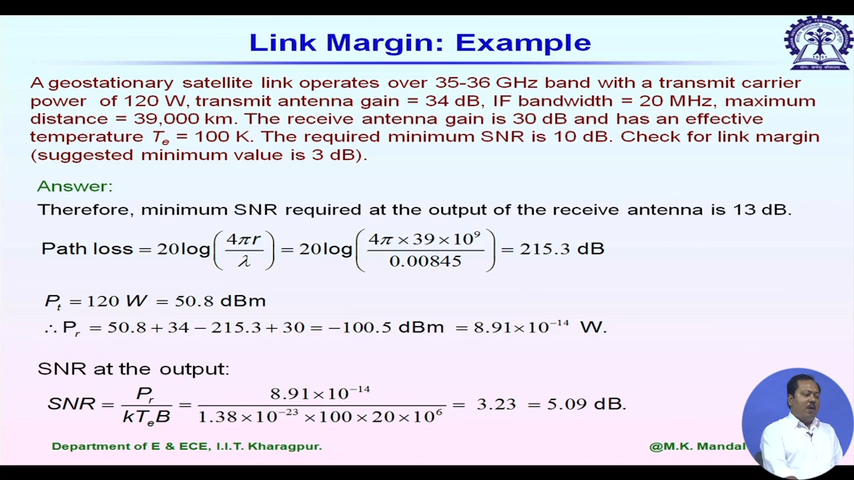 Link Margin: Example
A geostationary satellite link operates over 35-36 GHz band with a transmit carrier
power of 120 W, transmit antenna gain = 34 dB, IF bandwidth = 20 MHz, maximum
distance = 39,000 km. The receive antenna gain is 30 dB and has an effective
temperature Te = 100 K. The required minimum SNR is 10 dB. Check for link margin
(suggested minimum value is 3 dB).
Answer:
Therefore, minimum SNR required at the output of the receive antenna is 13 dB.
Path loss = 20log(4πr/λ) = 20log(4π×39×10⁹/0.00845) = 215.3 dB
Pt = 120 W = 50.8 dBm
∴ Pr = 50.8 + 34 − 215.3 + 30 = −100.5 dBm = 8.91×10⁻¹⁴ W.
SNR at the output:
SNR = Pr/kTeB = 8.91×10⁻¹⁴/1.38×10⁻²³×100×20×10⁶ = 3.23 = 5.09 dB.
Department of E & ECE, I.I.T. Kharagpur.
@M.K. Mandal